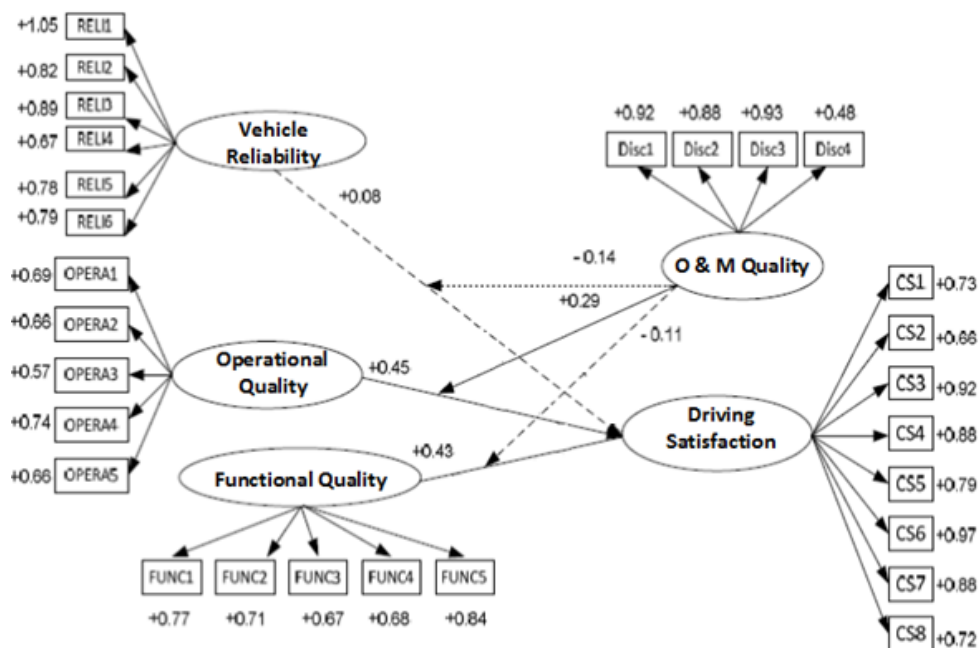 +1.05 RELI1
+0.82 RELI2
+0.89 RELI3
+0.67 RELI4
+0.78 RELI5
+0.79 RELI6
Vehicle
Reliability
+0.08
+0.92 +0.88 +0.93 +0.48
Disc1 Disc2 Disc3 Disc4
O & M Quality
-0.14
+0.29
-0.11
+0.69 OPERA1
+0.66 OPERA2
+0.57 OPERA3
+0.74 OPERA4
+0.66 OPERA5
Operational
Quality
+0.45
Functional Quality
+0.43
FUNC1 FUNC2 FUNC3 FUNC4 FUNC5
+0.77 +0.71 +0.67 +0.68 +0.84
Driving
Satisfaction
CS1 +0.73
CS2 +0.66
CS3 +0.92
CS4 +0.88
CS5 +0.79
CS6 +0.97
CS7 +0.88
CS8 +0.72